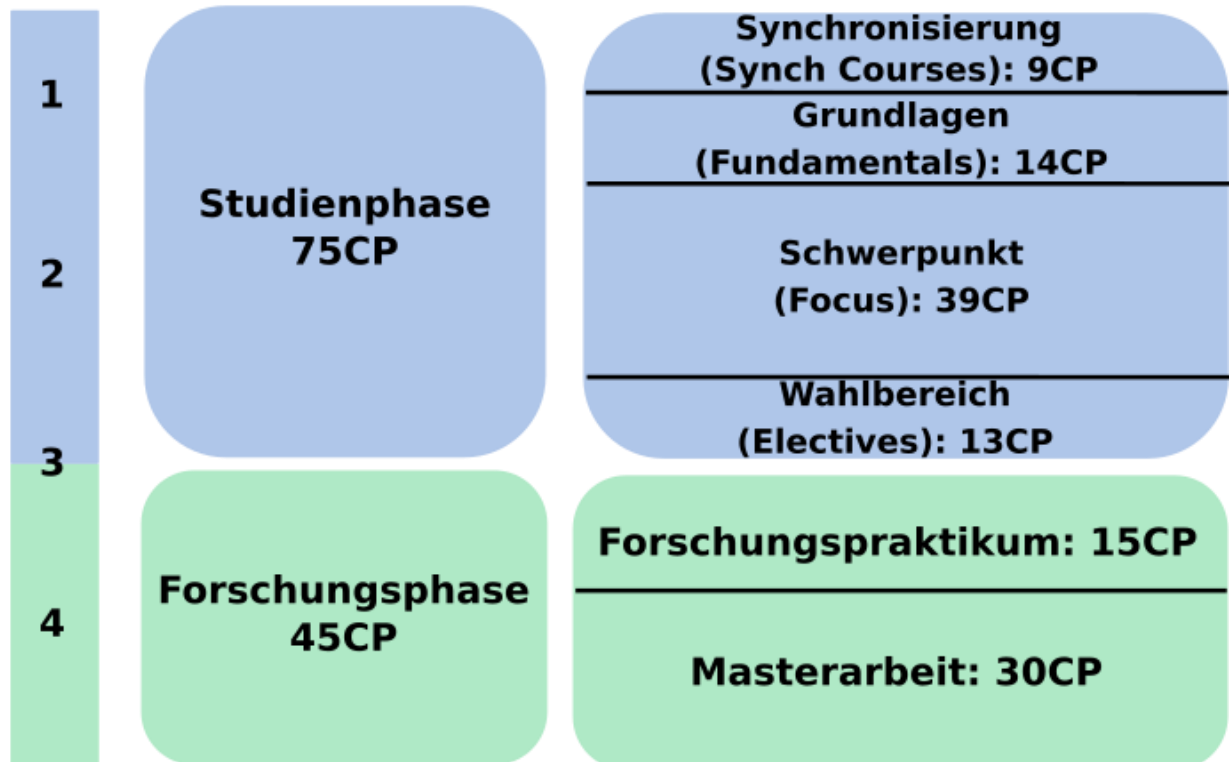 1
2
3
4
Studienphase
75CP
Synchronisierung
(Synch Courses): 9CP
Grundlagen
(Fundamentals): 14CP
Schwerpunkt
(Focus): 39CP
Wahlbereich
(Electives): 13CP
Forschungsphase
45CP
Forschungspraktikum: 15CP
Masterarbeit: 30CP